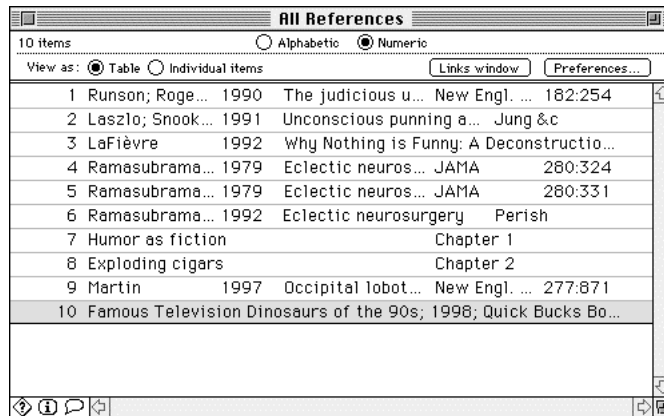 All References
10 items Alphabetic Numeric
View as: Table Individual items Links window Preferences...
1 Runson; Roge... 1990 The judicious u... New Engl. ... 182:254
2 Laszlo; Snook... 1991 Unconscious punning a... Jung &c
3 LaFièvre 1992 Why Nothing is Funny: A Deconstructio...
4 Ramasubrama... 1979 Eclectic neuros... JAMA 280:324
5 Ramasubrama... 1979 Eclectic neuros... JAMA 280:331
6 Ramasubrama... 1992 Eclectic neurosurgery Perish
7 Humor as fiction Chapter 1
8 Exploding cigars Chapter 2
9 Martin 1997 Occipital lobot... New Engl. ... 277:871
10 Famous Television Dinosaurs of the 90s; 1998; Quick Bucks Bo...